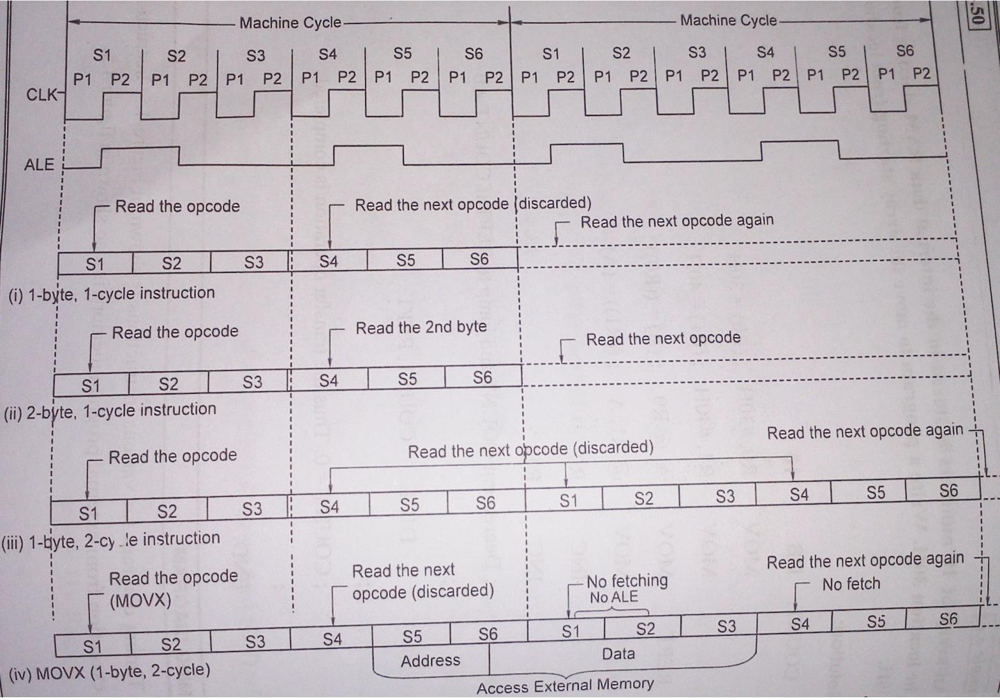 .50
Machine Cycle Machine Cycle
S1 S2 S3 S4 S5 S6 S1 S2 S3 S4 S5 S6
P1 P2 P1 P2 P1 P2 P1 P2 P1 P2 P1 P2 P1 P2 P1 P2 P1 P2 P1 P2 P1 P2 P1 P2
CLK
ALE
Read the opcode Read the next opcode (discarded)
Read the next opcode again
S1 S2 S3 S4 S5 S6
(i) 1-byte, 1-cycle instruction
Read the opcode Read the 2nd byte
Read the next opcode
S1 S2 S3 S4 S5 S6
(ii) 2-byte, 1-cycle instruction
Read the next opcode again
Read the opcode Read the next opcode (discarded)
S1 S2 S3 S4 S5 S6 S1 S2 S3 S4 S5 S6
(iii) 1-byte, 2-cy le instruction
Read the next opcode again
Read the opcode
(MOVX)
Read the next
opcode (discarded)
No fetching
No ALE
No fetch
S1 S2 S3 S4 S5 S6 S1 S2 S3 S4 S5 S6
Address Data
(iv) MOVX (1-byte, 2-cycle)
Access External Memory